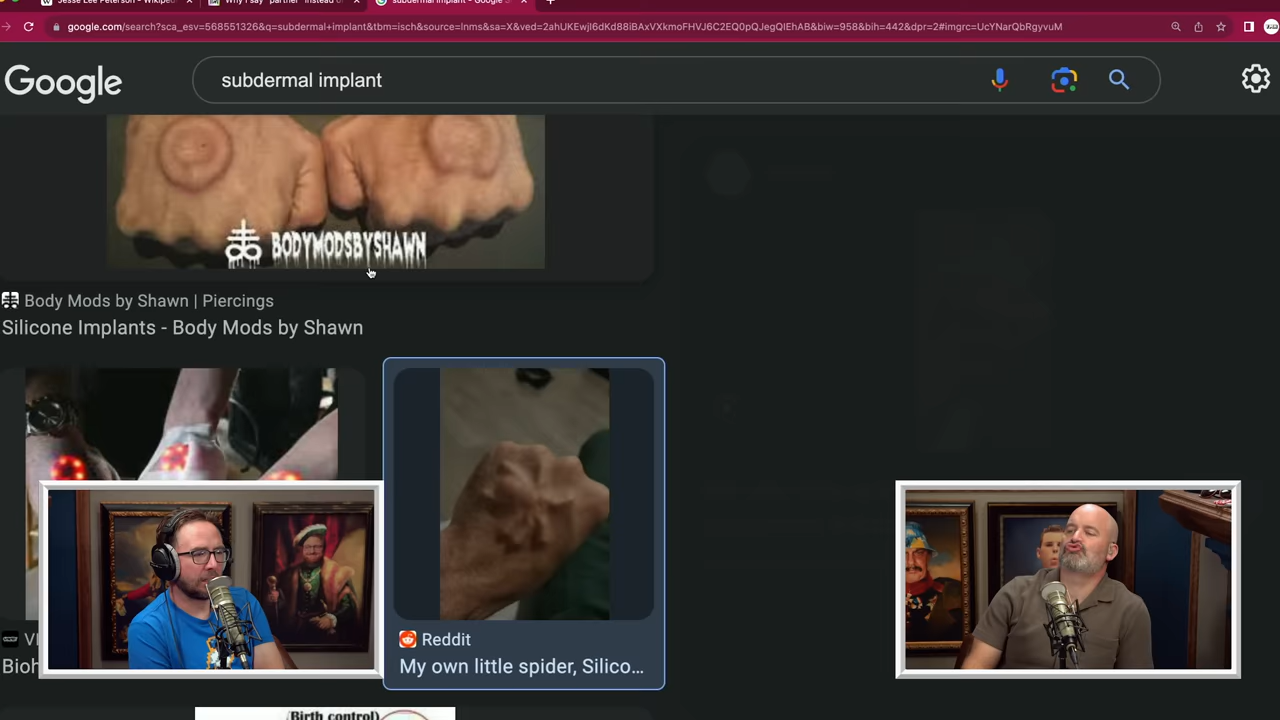 Jesse Lee Peterson - Wikiped
Why I say "partner" instead o
subdermal implant - Google S
google.com/search?sca_esv=568551326&q=subdermal+implant&tbm=isch&source=lnms&sa=X&ved=2ahUKEwjI6dKd88iBAxVXkmoFHVJ6C2EQ0pQJegQIEhAB&biw=958&bih=442&dpr=2#imgrc=UcYNarQbRgyvuM
Google
subdermal implant
BODYMODSBYSHAWN
Body Mods by Shawn | Piercings
Silicone Implants - Body Mods by Shawn
Reddit
My own little spider, Silico...
VI
Bioh
(Birth control)